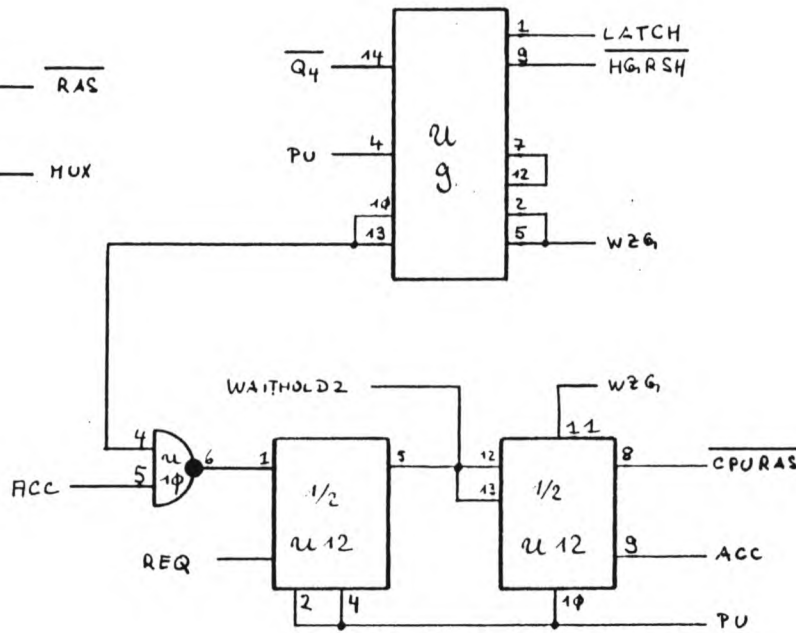 1 LATCH
Q4 14
9 HGRSH
RAS
U 9
PU 4
7
MUX
12
10
2
13
5 WZG
WAITHOLD2
WZG
11
4
u 10
6
1
5
12
8 CPURAS
ACC 5
13
1/2 u12
1/2 u12
REQ
9 ACC
2 4
10
PU